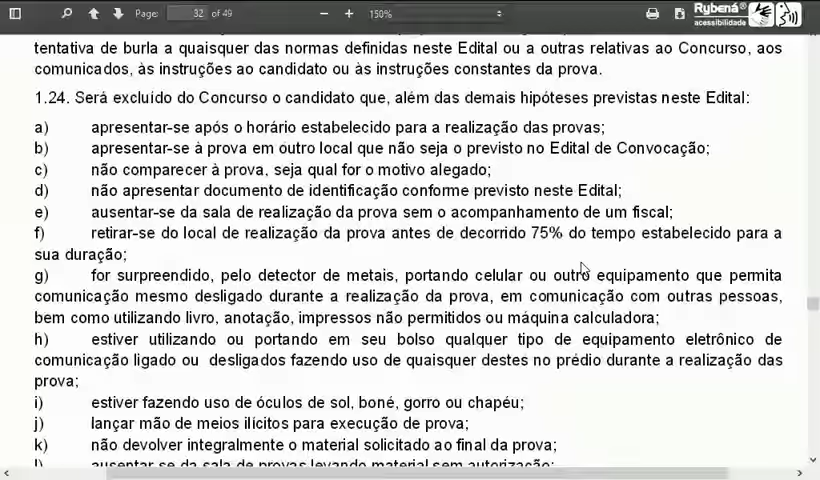 Page: 32 of 49 150% Rybená®
acessibilidade
tentativa de burla a quaisquer das normas definidas neste Edital ou a outras relativas ao Concurso, aos
comunicados, às instruções ao candidato ou às instruções constantes da prova.
1.24. Será excluído do Concurso o candidato que, além das demais hipóteses previstas neste Edital:
a) apresentar-se após o horário estabelecido para a realização das provas;
b) apresentar-se à prova em outro local que não seja o previsto no Edital de Convocação;
c) não comparecer à prova, seja qual for o motivo alegado;
d) não apresentar documento de identificação conforme previsto neste Edital;
e) ausentar-se da sala de realização da prova sem o acompanhamento de um fiscal;
f) retirar-se do local de realização da prova antes de decorrido 75% do tempo estabelecido para a
sua duração;
g) for surpreendido, pelo detector de metais, portando celular ou outro equipamento que permita
comunicação mesmo desligado durante a realização da prova, em comunicação com outras pessoas,
bem como utilizando livro, anotação, impressos não permitidos ou máquina calculadora;
h) estiver utilizando ou portando em seu bolso qualquer tipo de equipamento eletrônico de
comunicação ligado ou desligados fazendo uso de quaisquer destes no prédio durante a realização das
prova;
i) estiver fazendo uso de óculos de sol, boné, gorro ou chapéu;
j) lançar mão de meios ilícitos para execução de prova;
k) não devolver integralmente o material solicitado ao final da prova;
l) ausentar-se da sala de provas levando material sem autorização;